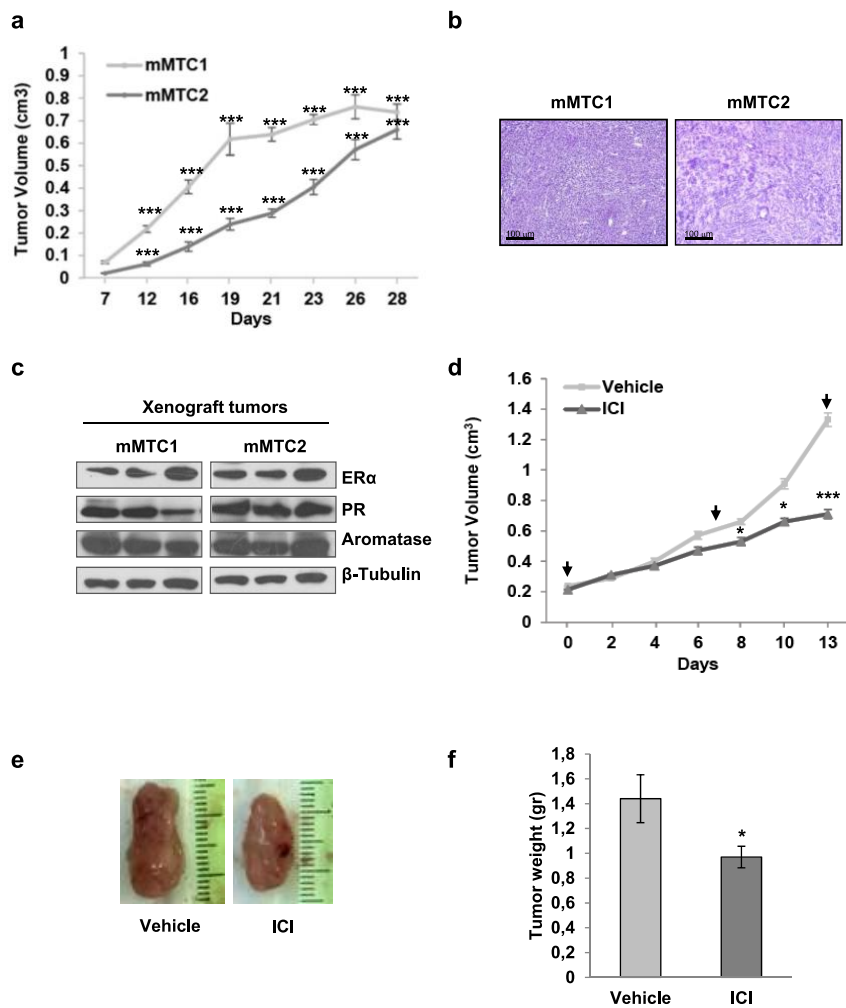 a
1
0.9
0.8
0.7
0.6
0.5
0.4
0.3
0.2
0.1
0
Tumor Volume (cm3)
mMTC1
mMTC2
***
***
***
***
***
***
***
***
***
***
***
***
***
***
7 12 16 19 21 23 26 28
Days
b
mMTC1 mMTC2
100 µm 100 µm
c
Xenograft tumors
mMTC1 mMTC2
ERα
PR
Aromatase
β-Tubulin
d
1.6
1.4
1.2
1
0.8
0.6
0.4
0.2
0
Tumor Volume (cm³)
Vehicle
ICI
* * ***
0 2 4 6 8 10 13
Days
e
Vehicle ICI
f
1,8
1,6
1,4
1,2
1
0,8
0,6
0,4
0,2
0
Tumor weight (gr)
*
Vehicle ICI